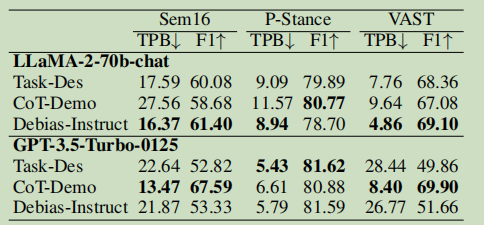 Sem16 P-Stance VAST
TPB↓ F1↑ TPB↓ F1↑ TPB↓ F1↑
LLaMA-2-70b-chat
Task-Des 17.59 60.08 9.09 79.89 7.76 68.36
CoT-Demo 27.56 58.68 11.57 80.77 9.64 67.08
Debias-Instruct 16.37 61.40 8.94 78.70 4.86 69.10
GPT-3.5-Turbo-0125
Task-Des 22.64 52.82 5.43 81.62 28.44 49.86
CoT-Demo 13.47 67.59 6.61 80.88 8.40 69.90
Debias-Instruct 21.87 53.33 5.79 81.59 26.77 51.66